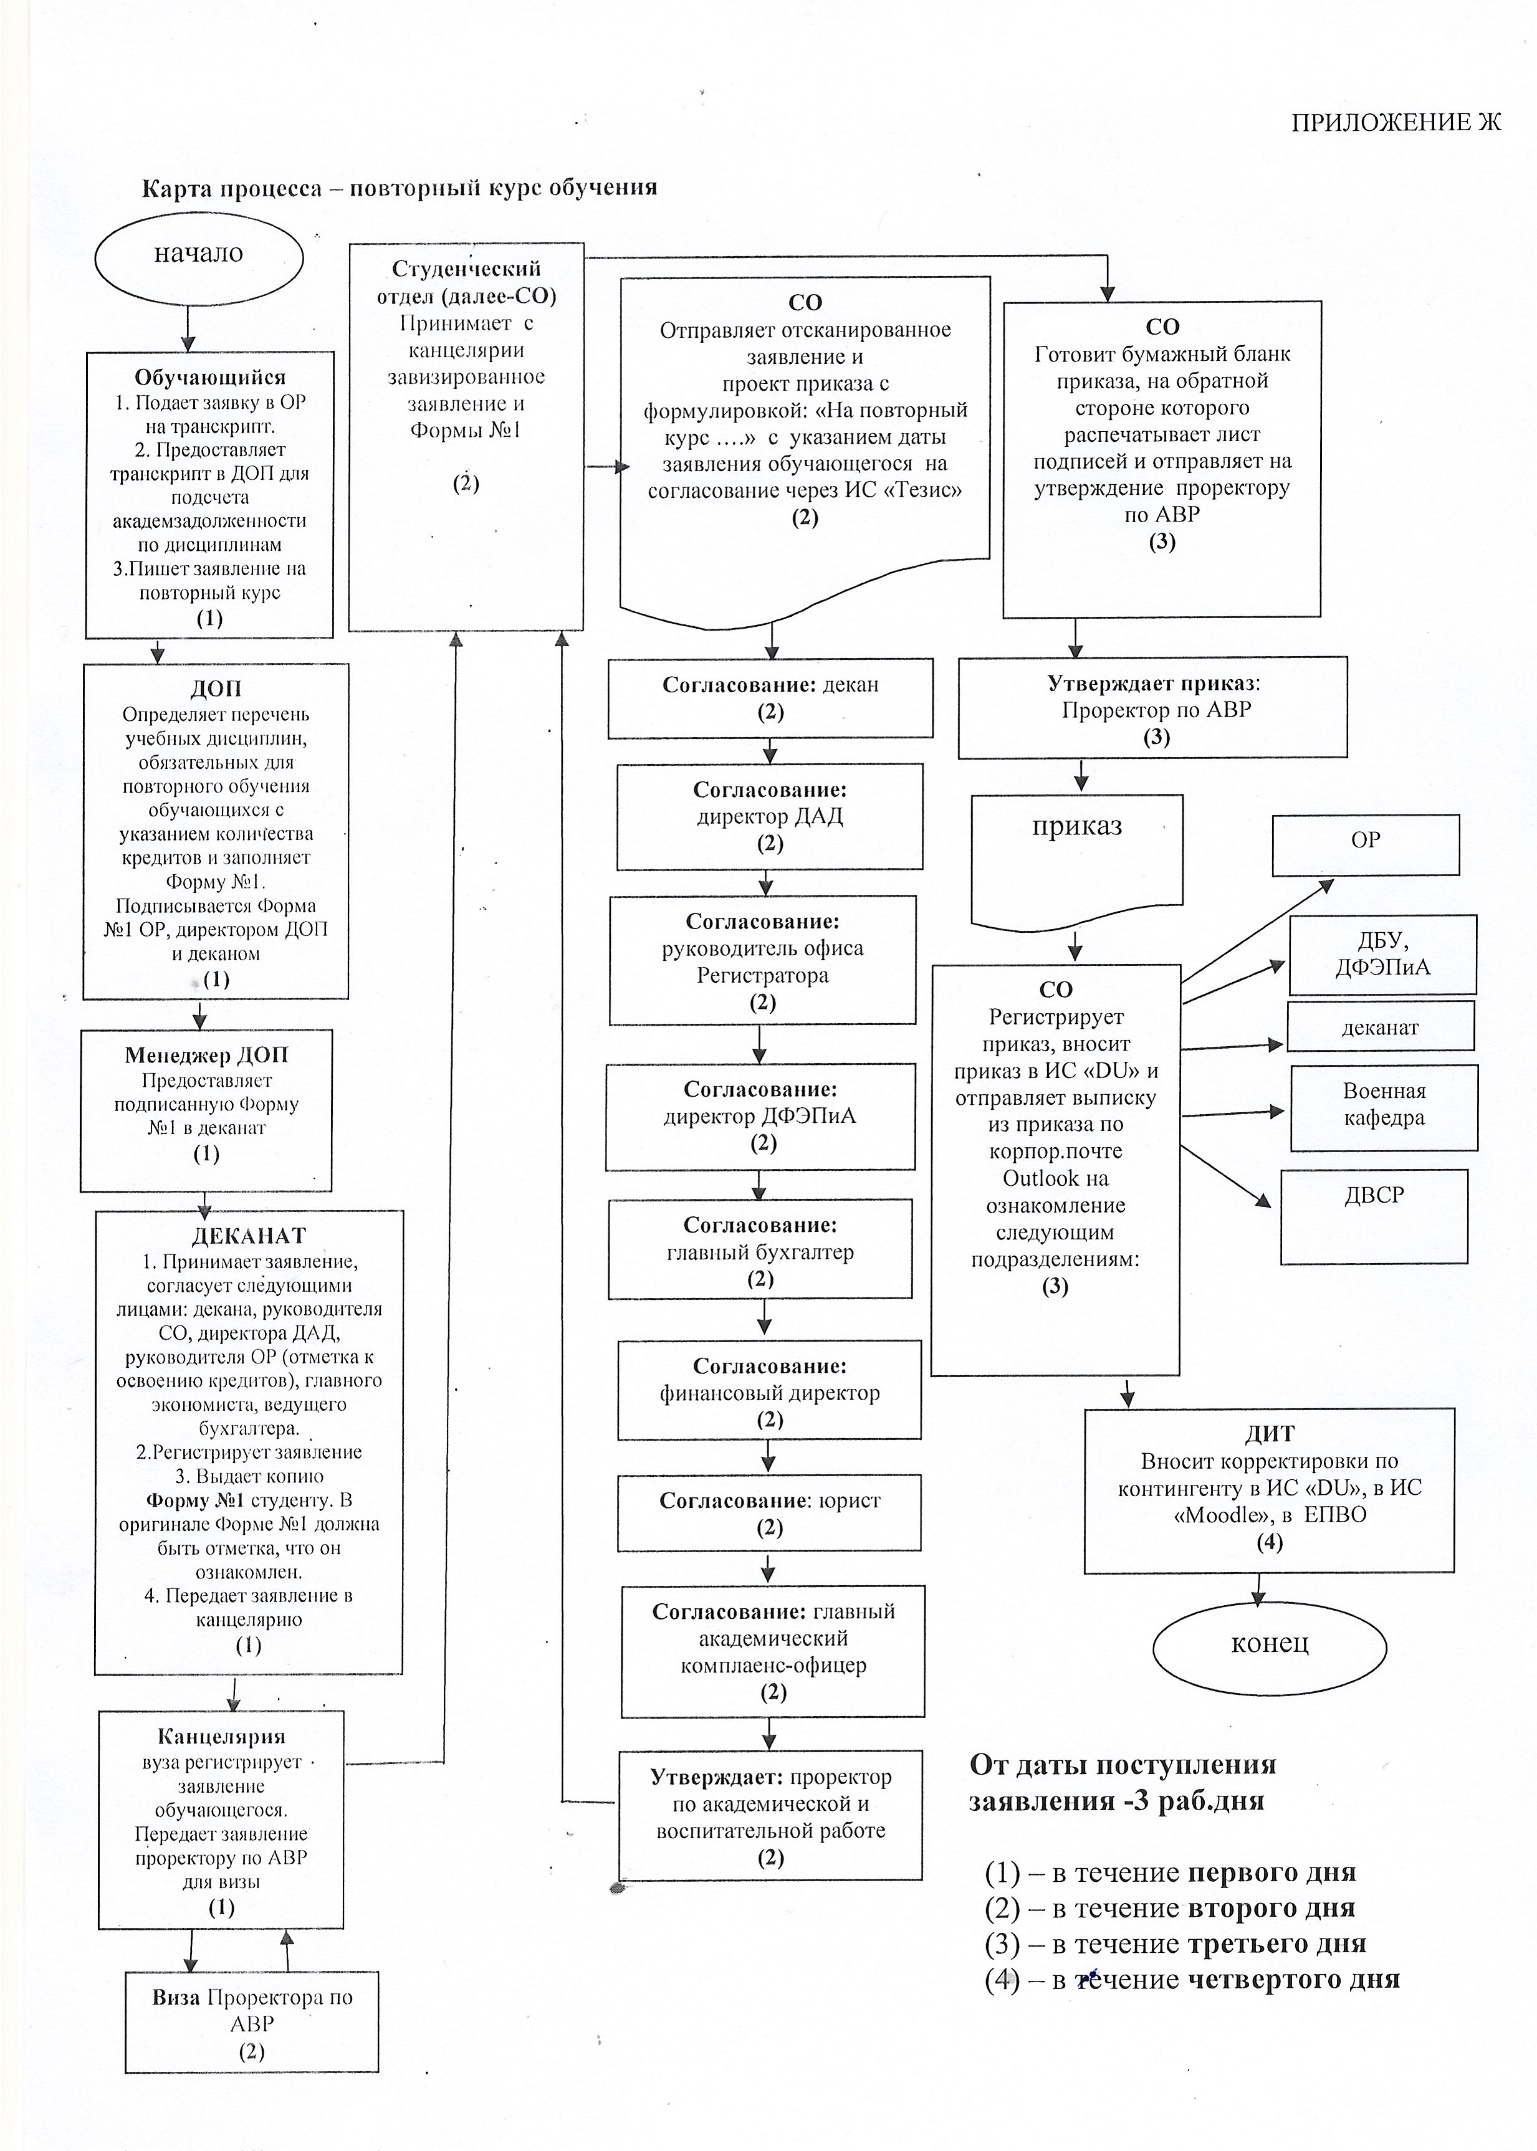 ПРИЛОЖЕНИЕ Ж
Карта процесса – повторный курс обучения
начало
Обучающийся
1. Подает заявку в ОР
на транскрипт.
2. Предоставляет
транскрипт в ДОП для
подсчета
академзадолженности
по дисциплинам
3.Пишет заявление на
повторный курс
(1)
ДОП
Определяет перечень
учебных дисциплин,
обязательных для
повторного обучения
обучающихся с
указанием количества
кредитов и заполняет
Форму №1.
Подписывается Форма
№1 ОР, директором ДОП
и деканом
(1)
Менеджер ДОП
Предоставляет
подписанную Форму
№1 в деканат
(1)
ДЕКАНАТ
1. Принимает заявление,
согласует следующими
лицами: декана, руководителя
СО, директора ДАД,
руководителя ОР (отметка к
освоению кредитов), главного
экономиста, ведущего
бухгалтера.
2.Регистрирует заявление
3. Выдает копию
Форму №1 студенту. В
оригинале Форме №1 должна
быть отметка, что он
ознакомлен.
4. Передает заявление в
канцелярию
(1)
Канцелярия
вуза регистрирует
заявление
обучающегося.
Передает заявление
проректору по АВР
для визы
(1)
Виза Проректора по
АВР
(2)
Студенческий
отдел (далее-СО)
Принимает с
канцелярии
завизированное
заявление и
Формы №1
(2)
СО
Отправляет отсканированное
заявление и
проект приказа с
формулировкой: «На повторный
курс ….» с указанием даты
заявления обучающегося на
согласование через ИС «Тезис»
(2)
Согласование: декан
(2)
Согласование:
директор ДАД
(2)
Согласование:
руководитель офиса
Регистратора
(2)
Согласование:
директор ДФЭПиА
(2)
Согласование:
главный бухгалтер
(2)
Согласование:
финансовый директор
(2)
Согласование: юрист
(2)
Согласование: главный
академический
комплаенс-офицер
(2)
Утверждает: проректор
по академической и
воспитательной работе
(2)
СО
Готовит бумажный бланк
приказа, на обратной
стороне которого
распечатывает лист
подписей и отправляет на
утверждение проректору
по АВР
(3)
Утверждает приказ:
Проректор по АВР
(3)
приказ
СО
Регистрирует
приказ, вносит
приказ в ИС «DU» и
отправляет выписку
из приказа по
корпор.почте
Outlook на
ознакомление
следующим
подразделениям:
(3)
ОР
ДБУ,
ДФЭПиА
деканат
Военная
кафедра
ДВСР
ДИТ
Вносит корректировки по
контингенту в ИС «DU», в ИС
«Moodle», в ЕПВО
(4)
конец
От даты поступления
заявления -3 раб.дня
(1) – в течение первого дня
(2) – в течение второго дня
(3) – в течение третьего дня
(4) – в течение четвертого дня